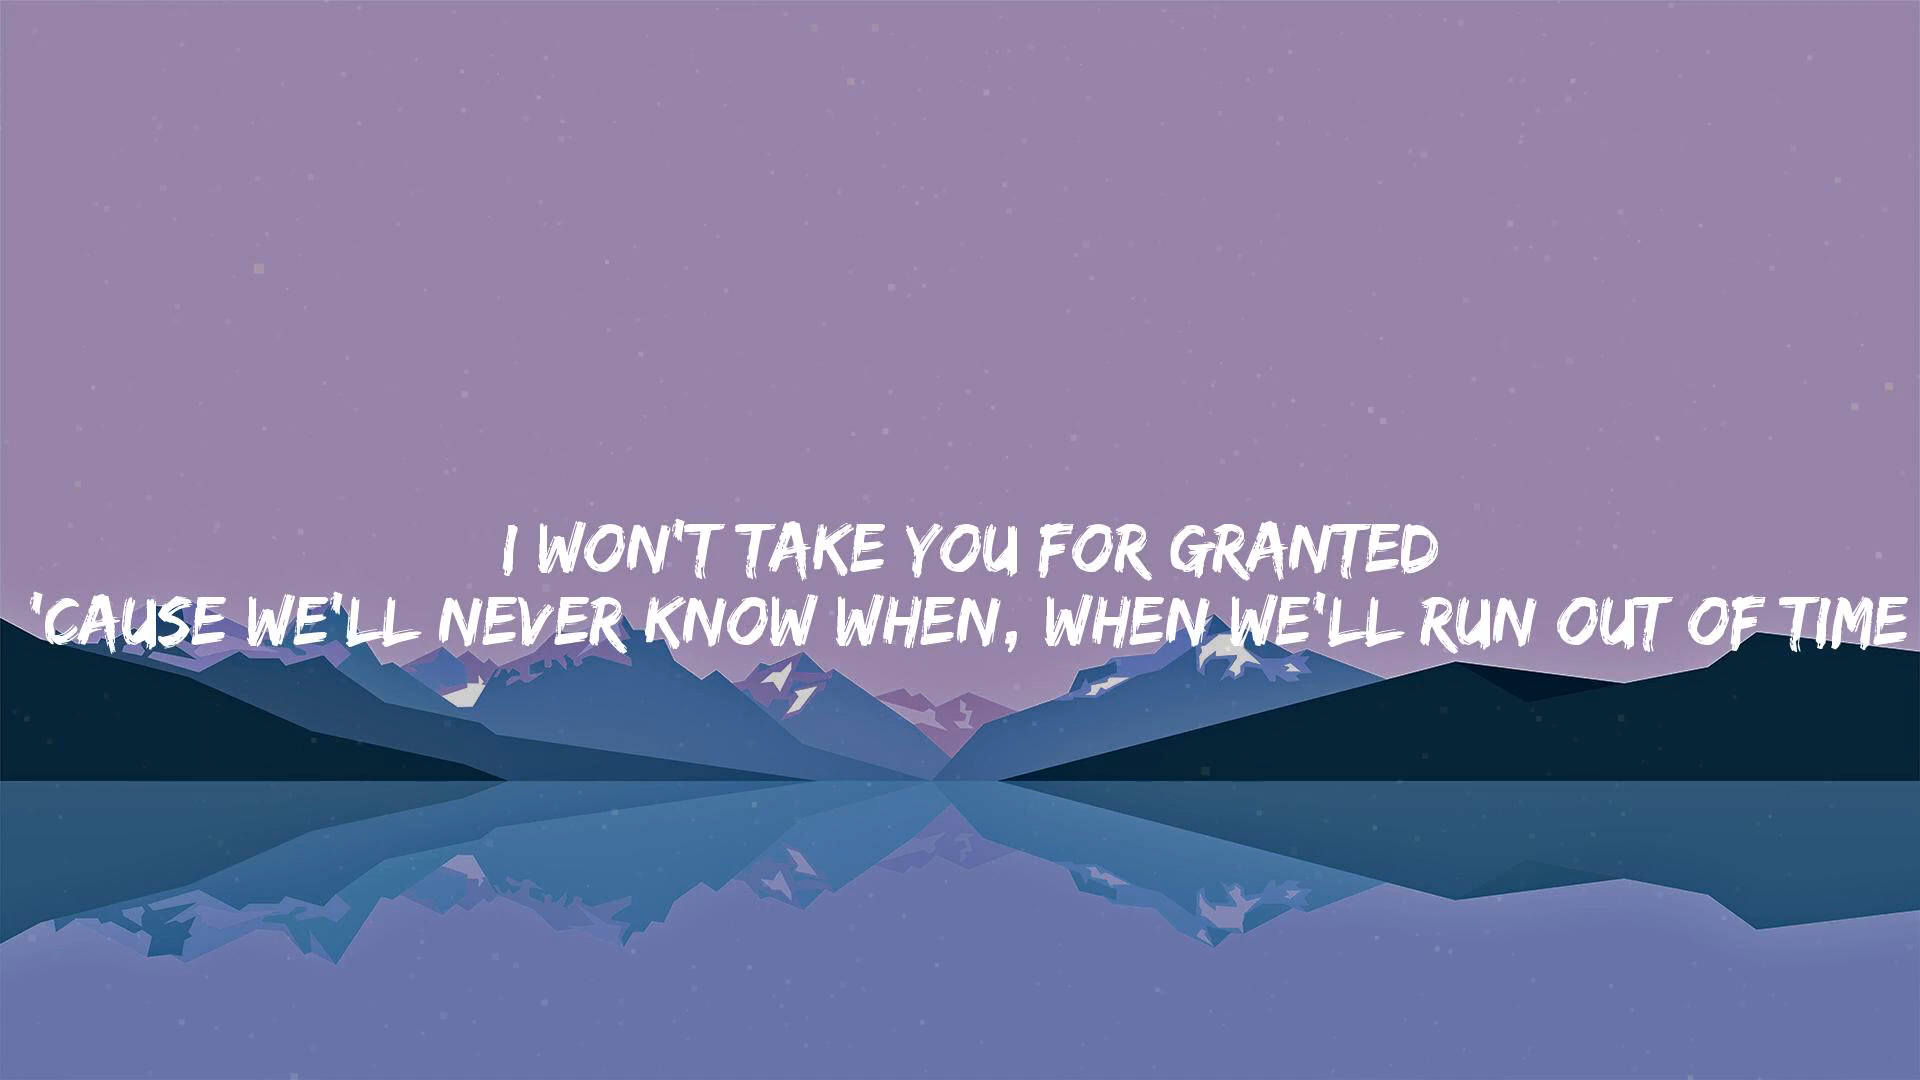 I WON'T TAKE YOU FOR GRANTED
'CAUSE WE'LL NEVER KNOW WHEN, WHEN WE'LL RUN OUT OF TIME